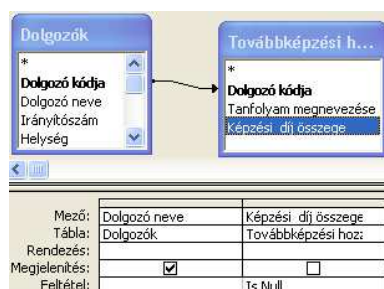 Dolgozók
*
Dolgozó kódja
Dolgozó neve
Irányítószám
Helység
Továbbképzési h...
*
Dolgozó kódja
Tanfolyam megnevezése
Képzési díj összege
Mező: Dolgozó neve Képzési díj összege
Tábla: Dolgozók Továbbképzési hozz
Rendezés:
Megjelenítés:
Feltétel: Is Null